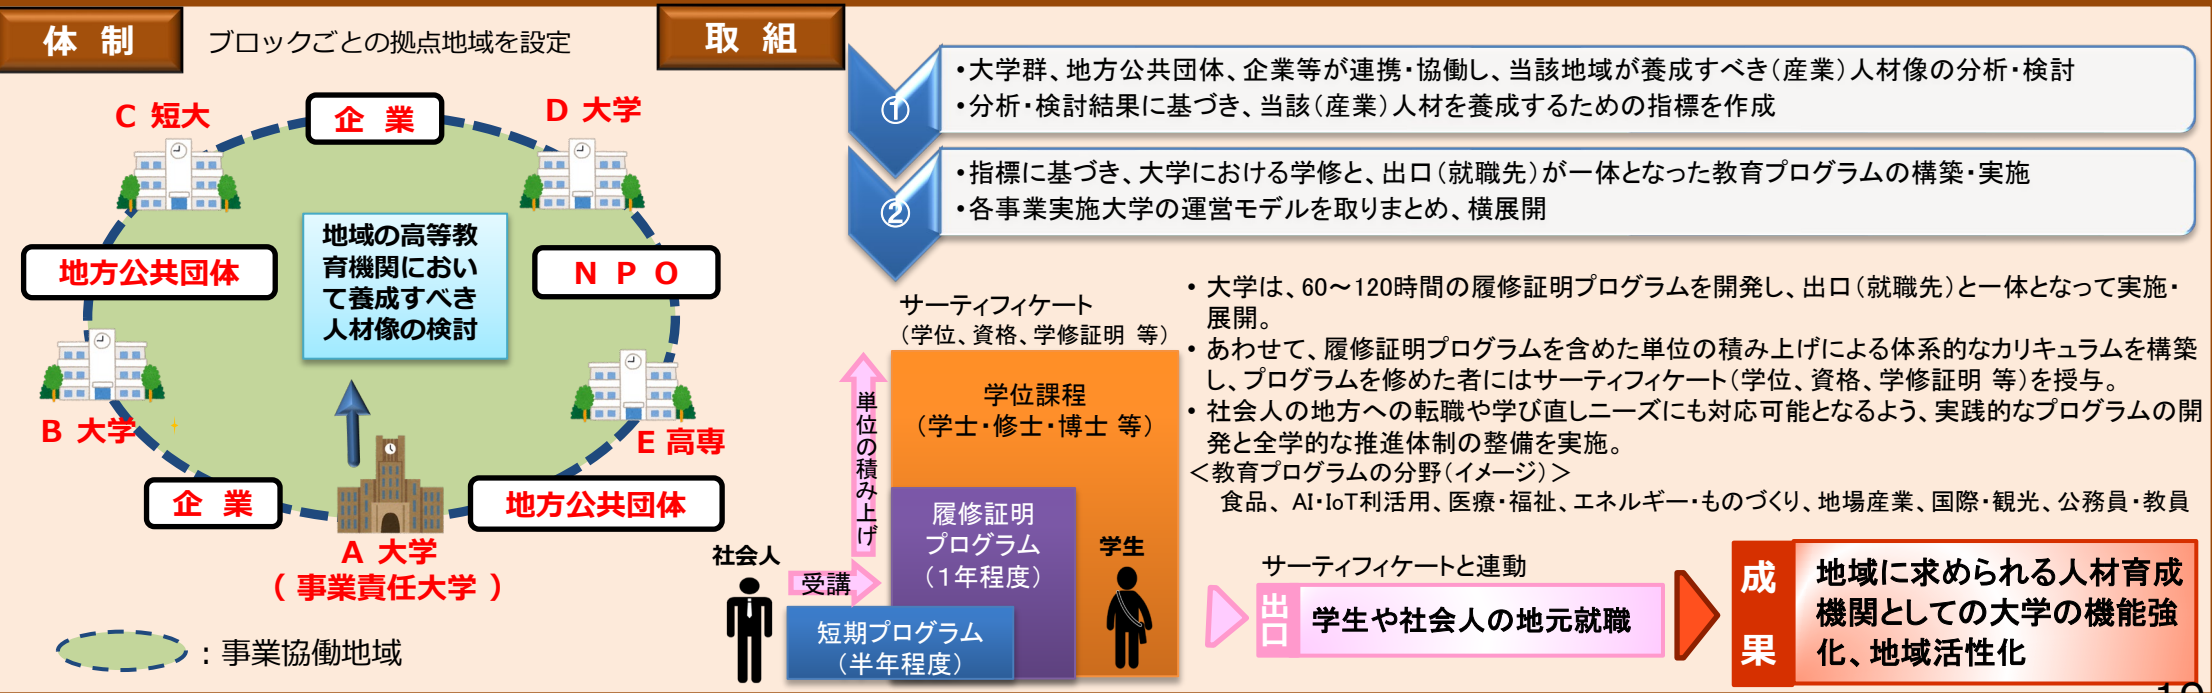 体 制
ブロックごとの拠点地域を設定
C 短大
企 業
D 大学
地方公共団体
地域の高等教
育機関におい
て養成すべき
人材像の検討
N P O
B 大学
E 高専
企 業
地方公共団体
A 大学
( 事業責任大学 )
:事業協働地域
取 組
①
・大学群、地方公共団体、企業等が連携・協働し、当該地域が養成すべき(産業)人材像の分析・検討
・分析・検討結果に基づき、当該(産業)人材を養成するための指標を作成
②
・指標に基づき、大学における学修と、出口(就職先)が一体となった教育プログラムの構築・実施
・各事業実施大学の運営モデルを取りまとめ、横展開
サーティフィケート
(学位、資格、学修証明 等)
単位の積み上げ
学位課程
(学士・修士・博士 等)
履修証明
プログラム
(1年程度)
学生
社会人
受講
短期プログラム
(半年程度)
・大学は、60~120時間の履修証明プログラムを開発し、出口(就職先)と一体となって実施・
展開。
・あわせて、履修証明プログラムを含めた単位の積み上げによる体系的なカリキュラムを構築
し、プログラムを修めた者にはサーティフィケート(学位、資格、学修証明 等)を授与。
・社会人の地方への転職や学び直しニーズにも対応可能となるよう、実践的なプログラムの開
発と全学的な推進体制の整備を実施。
<教育プログラムの分野(イメージ)>
食品、AI・IoT利活用、医療・福祉、エネルギー・ものづくり、地場産業、国際・観光、公務員・教員
サーティフィケートと連動
出口
学生や社会人の地元就職
成果
地域に求められる人材育成
機関としての大学の機能強
化、地域活性化